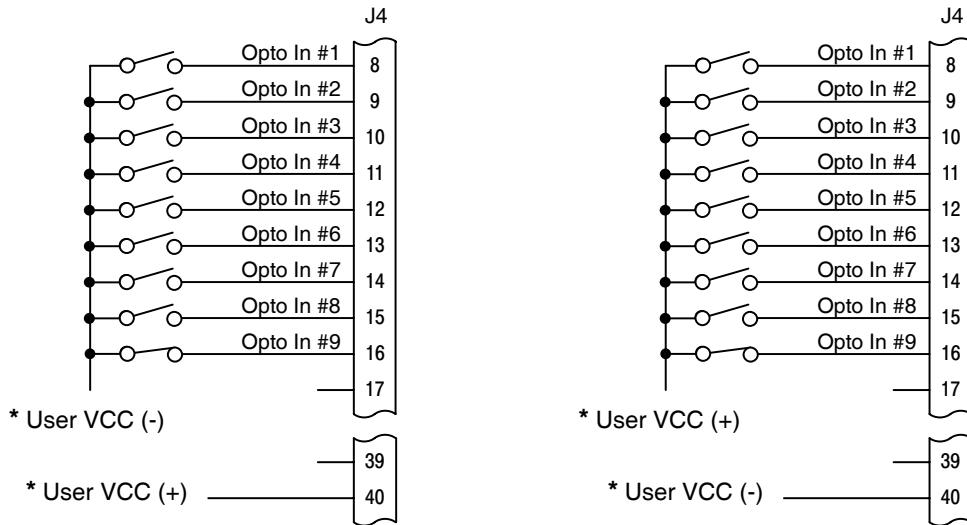 J4
Opto In #1 8
Opto In #2 9
Opto In #3 10
Opto In #4 11
Opto In #5 12
Opto In #6 13
Opto In #7 14
Opto In #8 15
Opto In #9 16
17
* User VCC (-)
39
* User VCC (+) 40
J4
Opto In #1 8
Opto In #2 9
Opto In #3 10
Opto In #4 11
Opto In #5 12
Opto In #6 13
Opto In #7 14
Opto In #8 15
Opto In #9 16
17
* User VCC (+)
39
* User VCC (-) 40